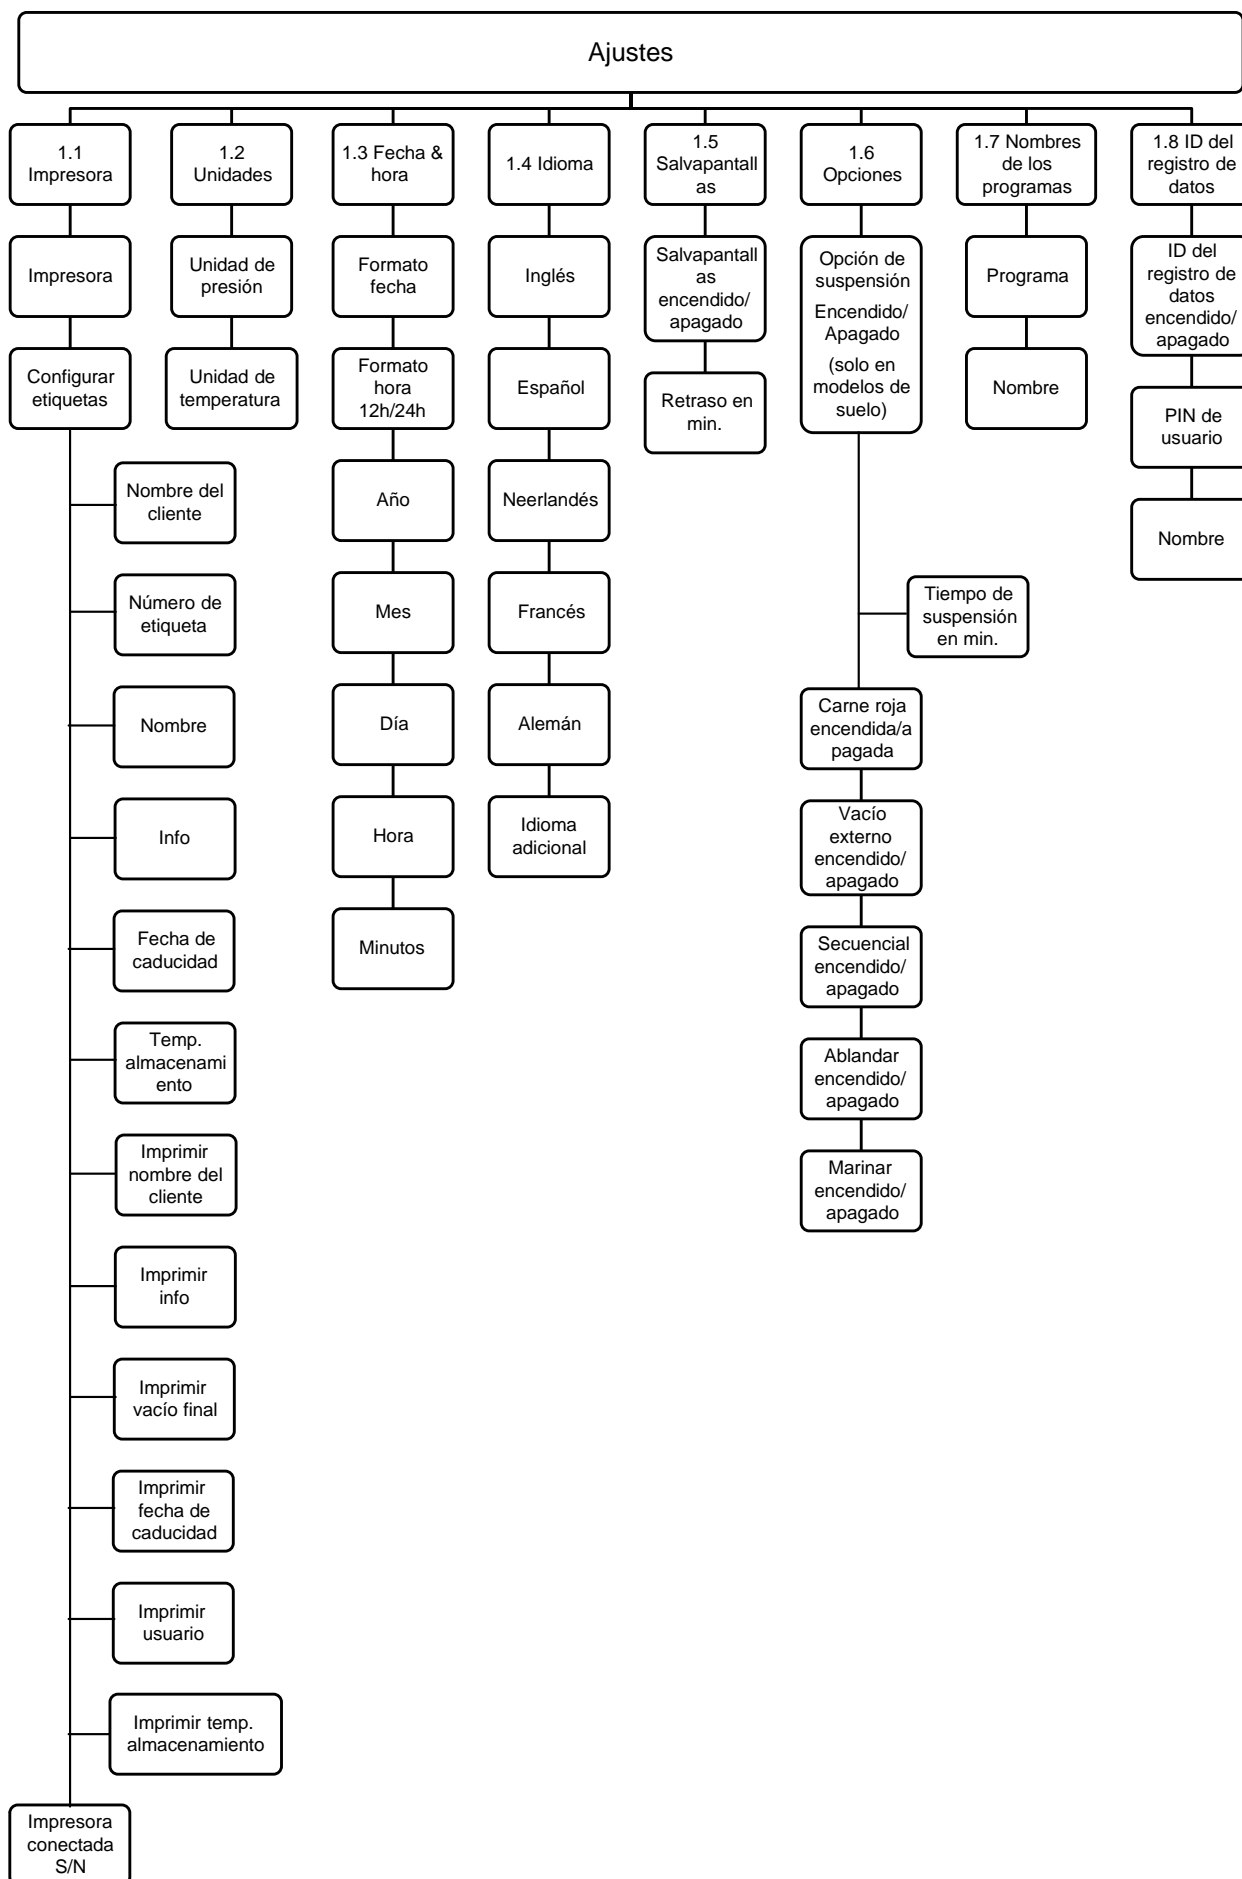 Ajustes
1.1
Impresora
Impresora
Configurar
etiquetas
Nombre del
cliente
Número de
etiqueta
Nombre
Info
Fecha de
caducidad
Temp.
almacenami
ento
Imprimir
nombre del
cliente
Imprimir
info
Imprimir
vacío final
Imprimir
fecha de
caducidad
Imprimir
usuario
Imprimir temp.
almacenamiento
Impresora
conectada
S/N
1.2
Unidades
Unidad de
presión
Unidad de
temperatura
1.3 Fecha &
hora
Formato
fecha
Formato
hora
12h/24h
Año
Mes
Día
Hora
Minutos
1.4 Idioma
Inglés
Español
Neerlandés
Francés
Alemán
Idioma
adicional
1.5
Salvapantall
as
Salvapantall
as
encendido/
apagado
Retraso en
min.
1.6
Opciones
Opción de
suspensión
Encendido/
Apagado
(solo en
modelos de
suelo)
Tiempo de
suspensión
en min.
Carne roja
encendida/a
pagada
Vacío
externo
encendido/
apagado
Secuencial
encendido/
apagado
Ablandar
encendido/
apagado
Marinar
encendido/
apagado
1.7 Nombres
de los
programas
Programa
Nombre
1.8 ID del
registro de
datos
ID del
registro de
datos
encendido/
apagado
PIN de
usuario
Nombre